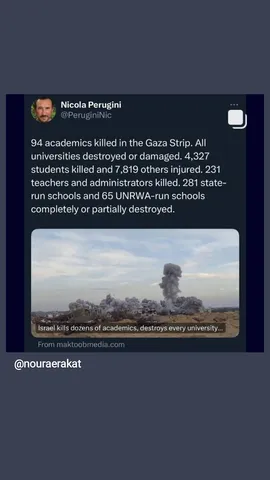 Nicola Perugini
@PeruginiNic
94 academics killed in the Gaza Strip. All
universities destroyed or damaged. 4,327
students killed and 7,819 others injured. 231
teachers and administrators killed. 281 state-
run schools and 65 UNRWA-run schools
completely or partially destroyed.
Israel kills dozens of academics, destroys every university...
From maktoobmedia.com
@nouraerakat